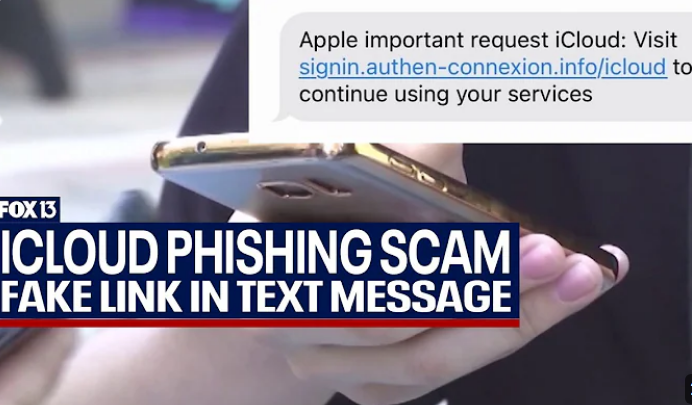 Apple important request iCloud: Visit
signin.authen-connexion.info/icloud to
continue using your services
FOX 13
ICLOUD PHISHING SCAM
FAKE LINK IN TEXT MESSAGE